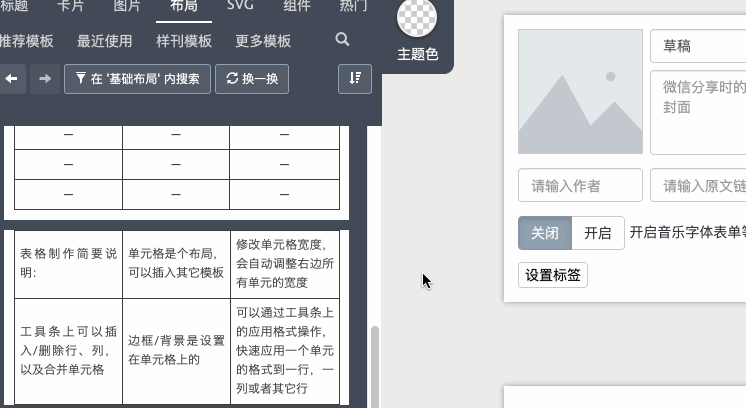 标题 卡片 图片 布局 SVG 组件 热门
推荐模板 最近使用 样刊模板 更多模板
主题色
在 '基础布局' 内搜索 换一换
— — —
— — —
— — —
表格制作简要说
明：
单元格是个布局，
可以插入其它模板
修改单元格宽度，
会自动调整右边所
有单元的宽度
工具条上可以插
入/删除行、列，
以及合并单元格
边框/背景是设置
在单元格上的
可以通过工具条上
的应用格式操作，
快速应用一个单元
的格式到一行，一
列或者其它行
草稿
微信分享时的
封面
请输入作者 请输入原文链
关闭 开启 开启音乐字体表单等
设置标签